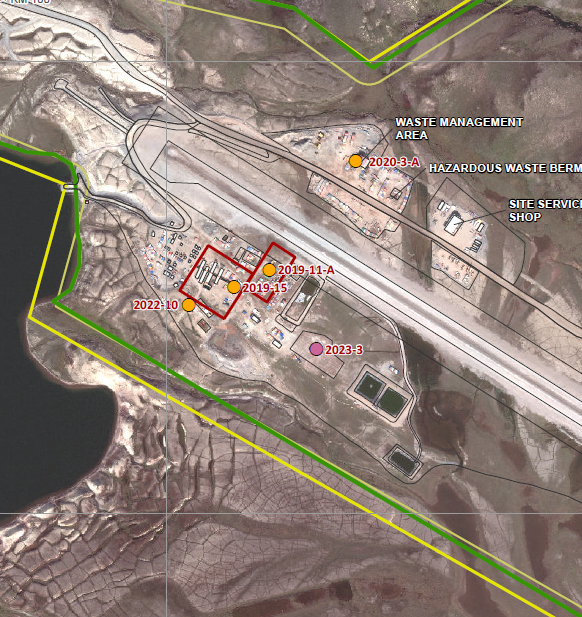 WASTE MANAGEMENT
AREA
2020-3-A
HAZARDOUS WASTE BERM
SITE SERVICE
SHOP
2019-11-A
2019-15
2022-10
2023-3